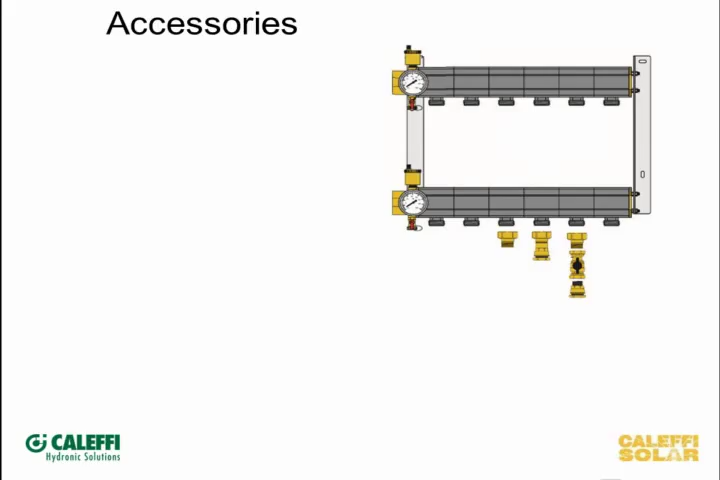 Accessories
CALEFFI
Hydronic Solutions
CALEFFI
SOLAR